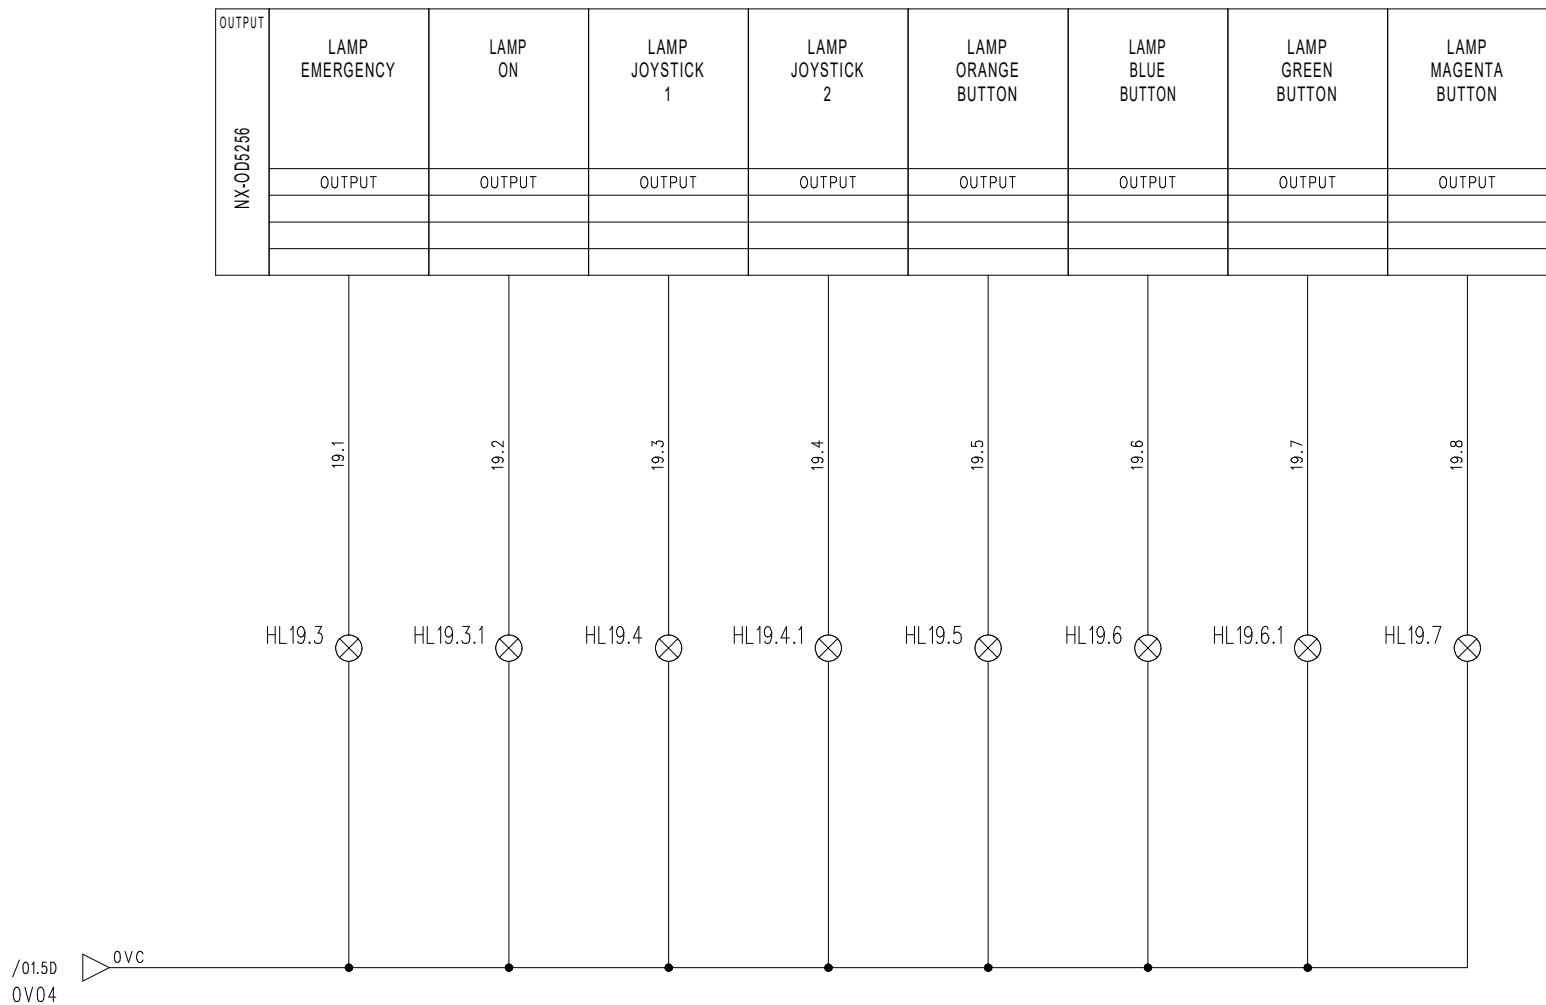 OUTPUT
NX-OD5256
LAMP
EMERGENCY
LAMP
ON
LAMP
JOYSTICK
1
LAMP
JOYSTICK
2
LAMP
ORANGE
BUTTON
LAMP
BLUE
BUTTON
LAMP
GREEN
BUTTON
LAMP
MAGENTA
BUTTON
OUTPUT OUTPUT OUTPUT OUTPUT OUTPUT OUTPUT OUTPUT OUTPUT
19.1 19.2 19.3 19.4 19.5 19.6 19.7 19.8
HL19.3 HL19.3.1 HL19.4 HL19.4.1 HL19.5 HL19.6 HL19.6.1 HL19.7
0VC
/01.5D
0V04